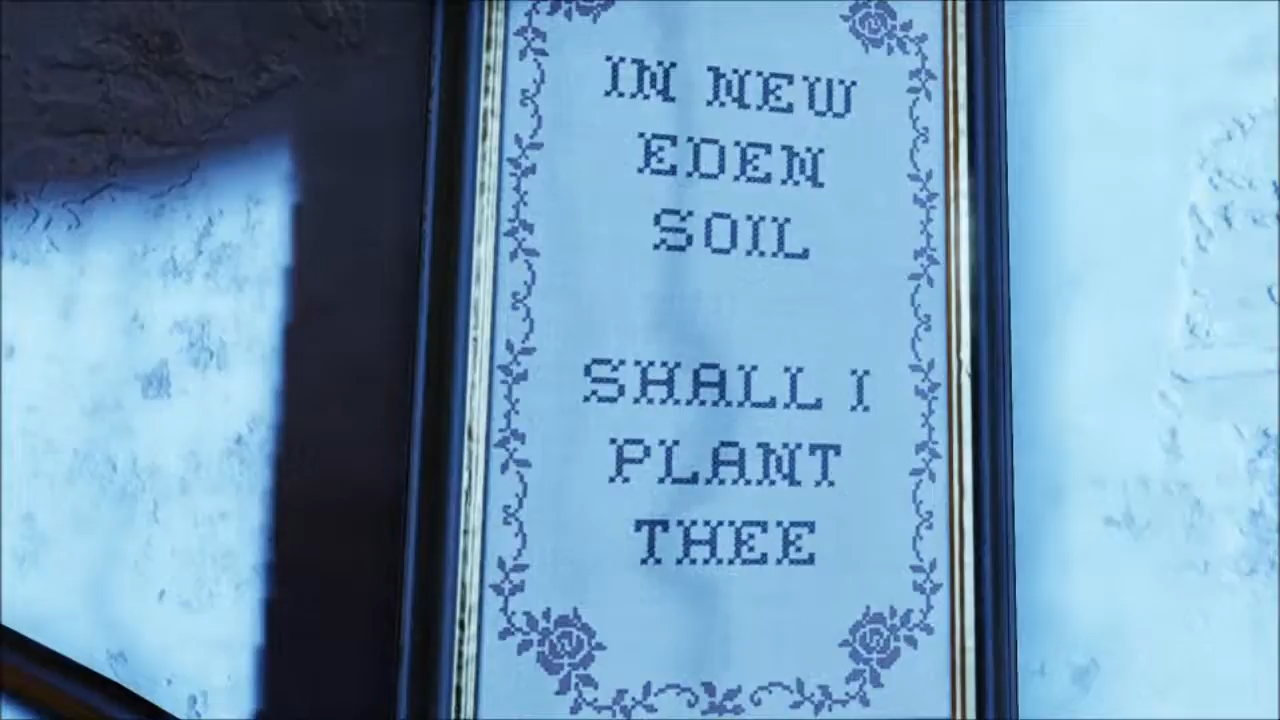 IN NEW
EDEN
SOIL
SHALL I
PLANT
THEE